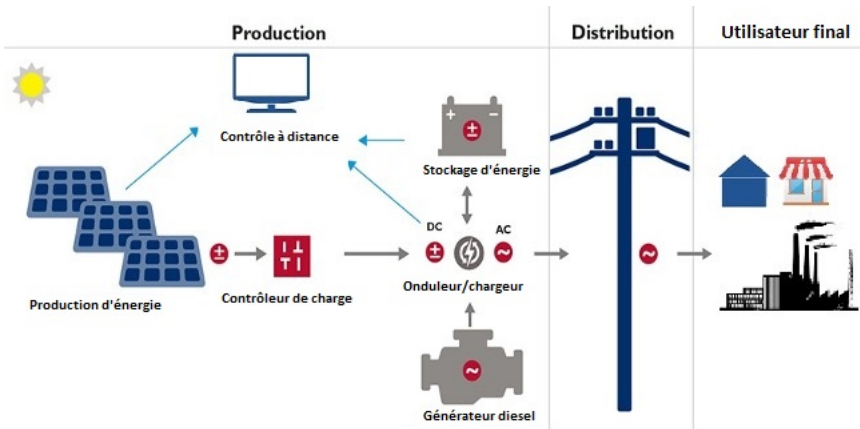 Production
Distribution
Utilisateur final
Contrôle à distance
Stockage d'énergie
DC
AC
Production d'énergie
Contrôleur de charge
Onduleur/chargeur
Générateur diesel